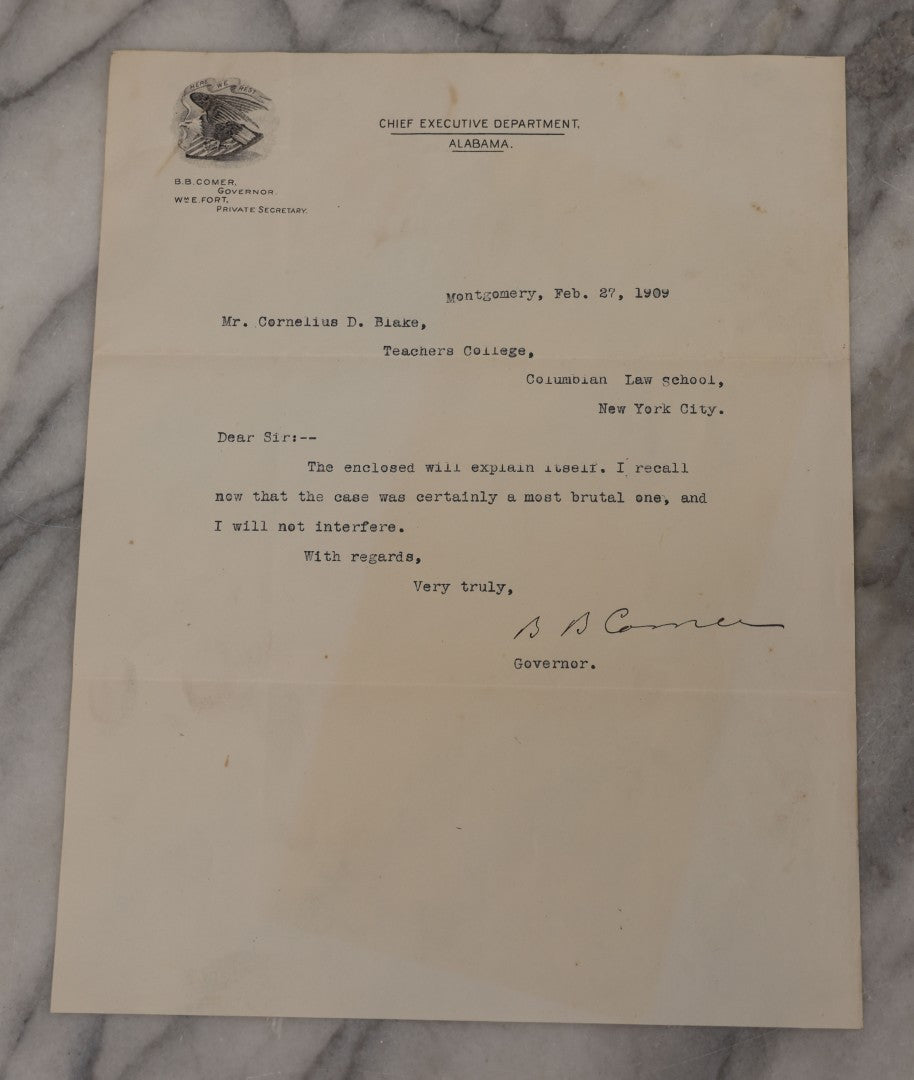 HERE WE REST
CHIEF EXECUTIVE DEPARTMENT,
ALABAMA.
B.B. COMER,
GOVERNOR.
Wm E. FORT,
PRIVATE SECRETARY.
Montgomery, Feb. 27, 1909
Mr. Cornelius D. Blake,
Teachers College,
Columbian Law school,
New York City.
Dear Sir:--
The enclosed will explain itself. I recall
now that the case was certainly a most brutal one, and
I will not interfere.
With regards,
Very truly,
B B Comer
Governor.